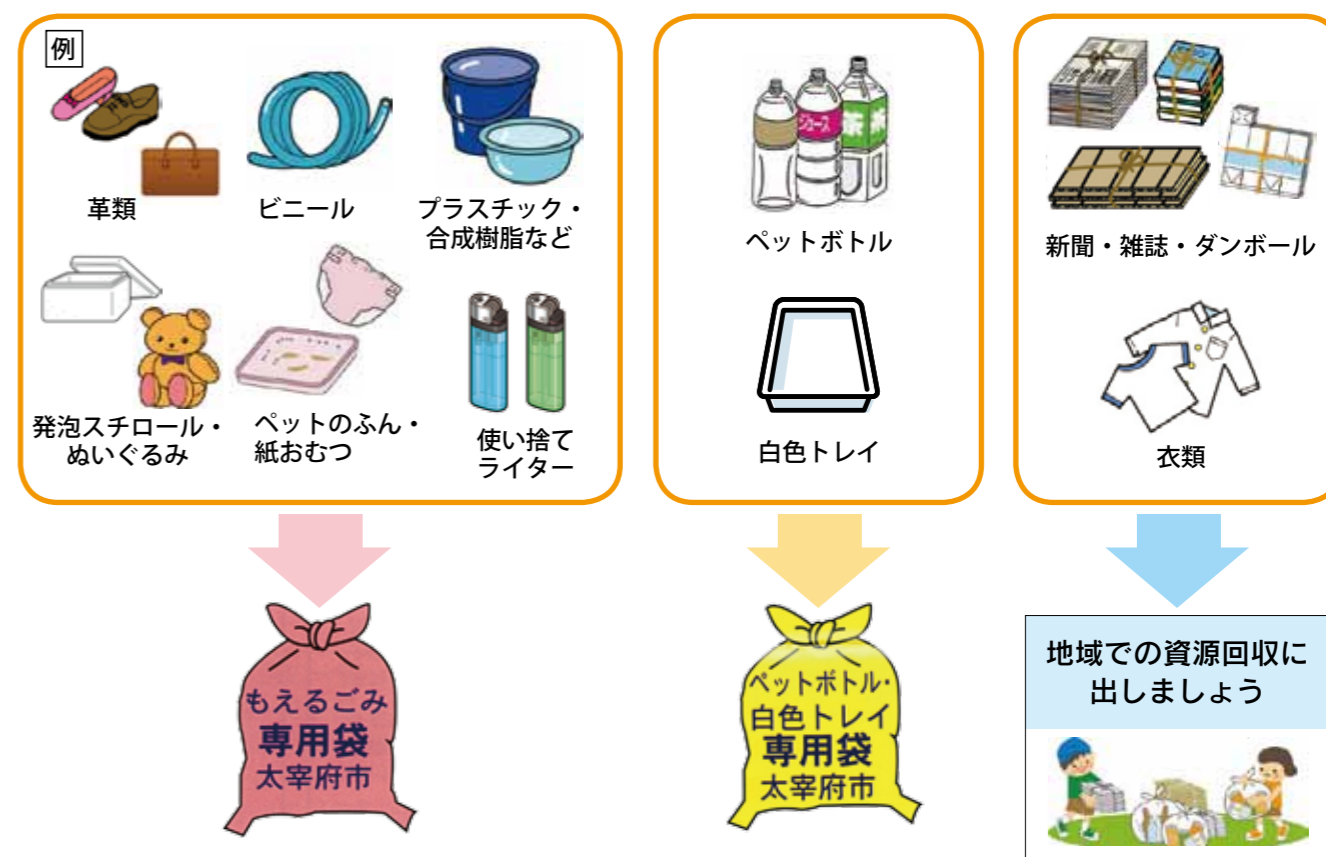 例
革類
ビニール
プラスチック・
合成樹脂など
発泡スチロール・
ぬいぐるみ
ペットのふん・
紙おむつ
使い捨て
ライター
ジュース
茶
ペットボトル
白色トレイ
新聞・雑誌・ダンボール
衣類
もえるごみ
専用袋
太宰府市
ペットボトル・
白色トレイ
専用袋
太宰府市
地域での資源回収に
出しましょう